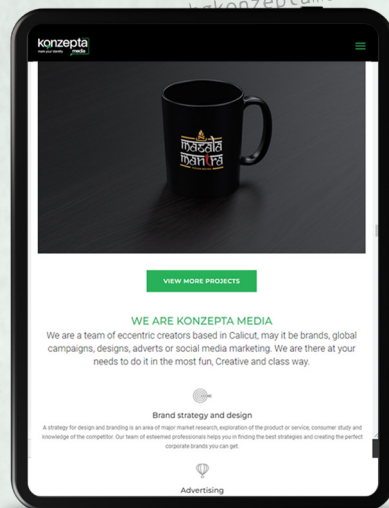 konzepta
media
masala
mantra
VIEW MORE PROJECTS
WE ARE KONZEPTA MEDIA
We are a team of eccentric creators based in Calicut, may it be brands, global
campaigns, designs, adverts or social media marketing. We are there at your
needs to do it in the most fun, Creative and class way.
Brand strategy and design
A strategy for design and branding is an area of major market research, exploration of the product or service, consumer study and
knowledge of the competitor. Our team of esteemed professionals helps you in finding the best strategies and creating the perfect
corporate brands you can get.
Advertising